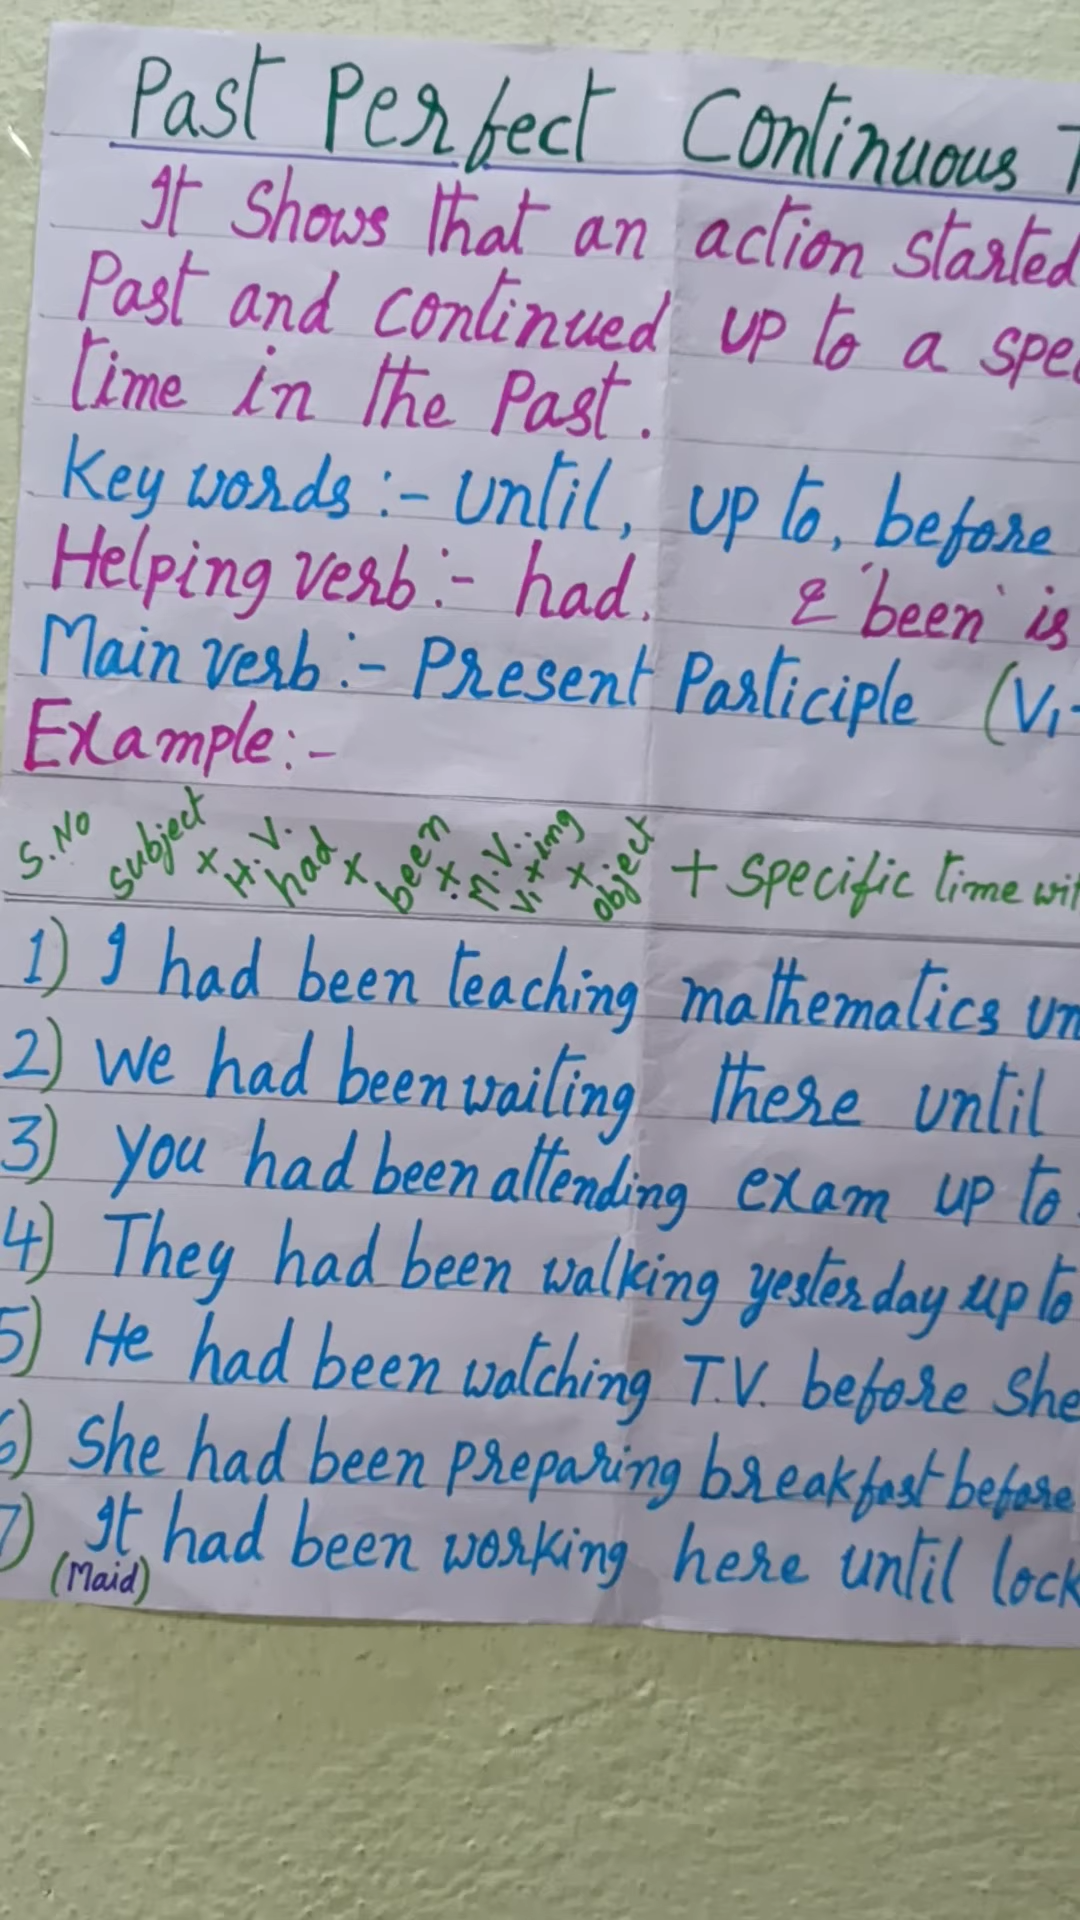 Past Perfect Continuous T
It shows that an action started
Past and continued up to a spec
time in the Past.
Key words :- until, up to, before
Helping verb :- had. & 'been' is
Main verb :- Present Participle (V1
Example :-
S.No Subject x H.V. had x been x M.V. V1 x ing x object + specific time wit
1) I had been teaching mathematics un
2) We had been waiting there until
3) you had been attending exam up to
4) They had been walking yesterday up to
5) He had been watching T.V. before she
6) She had been preparing breakfast before
7) It had been working here until lock
(Maid)